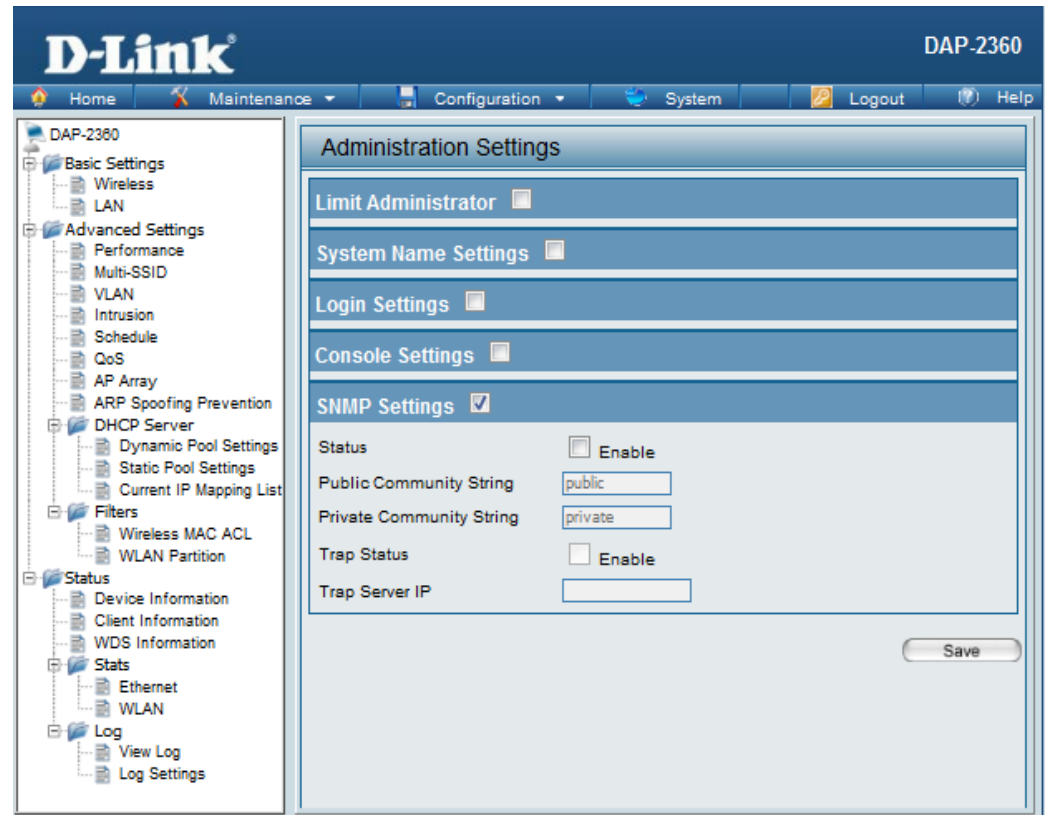 D-Link®
DAP-2360
Home Maintenance Configuration System Logout Help
DAP-2360
Basic Settings
Wireless
LAN
Advanced Settings
Performance
Multi-SSID
VLAN
Intrusion
Schedule
QoS
AP Array
ARP Spoofing Prevention
DHCP Server
Dynamic Pool Settings
Static Pool Settings
Current IP Mapping List
Filters
Wireless MAC ACL
WLAN Partition
Status
Device Information
Client Information
WDS Information
Stats
Ethernet
WLAN
Log
View Log
Log Settings
Administration Settings
Limit Administrator
System Name Settings
Login Settings
Console Settings
SNMP Settings
Status Enable
Public Community String public
Private Community String private
Trap Status Enable
Trap Server IP
Save